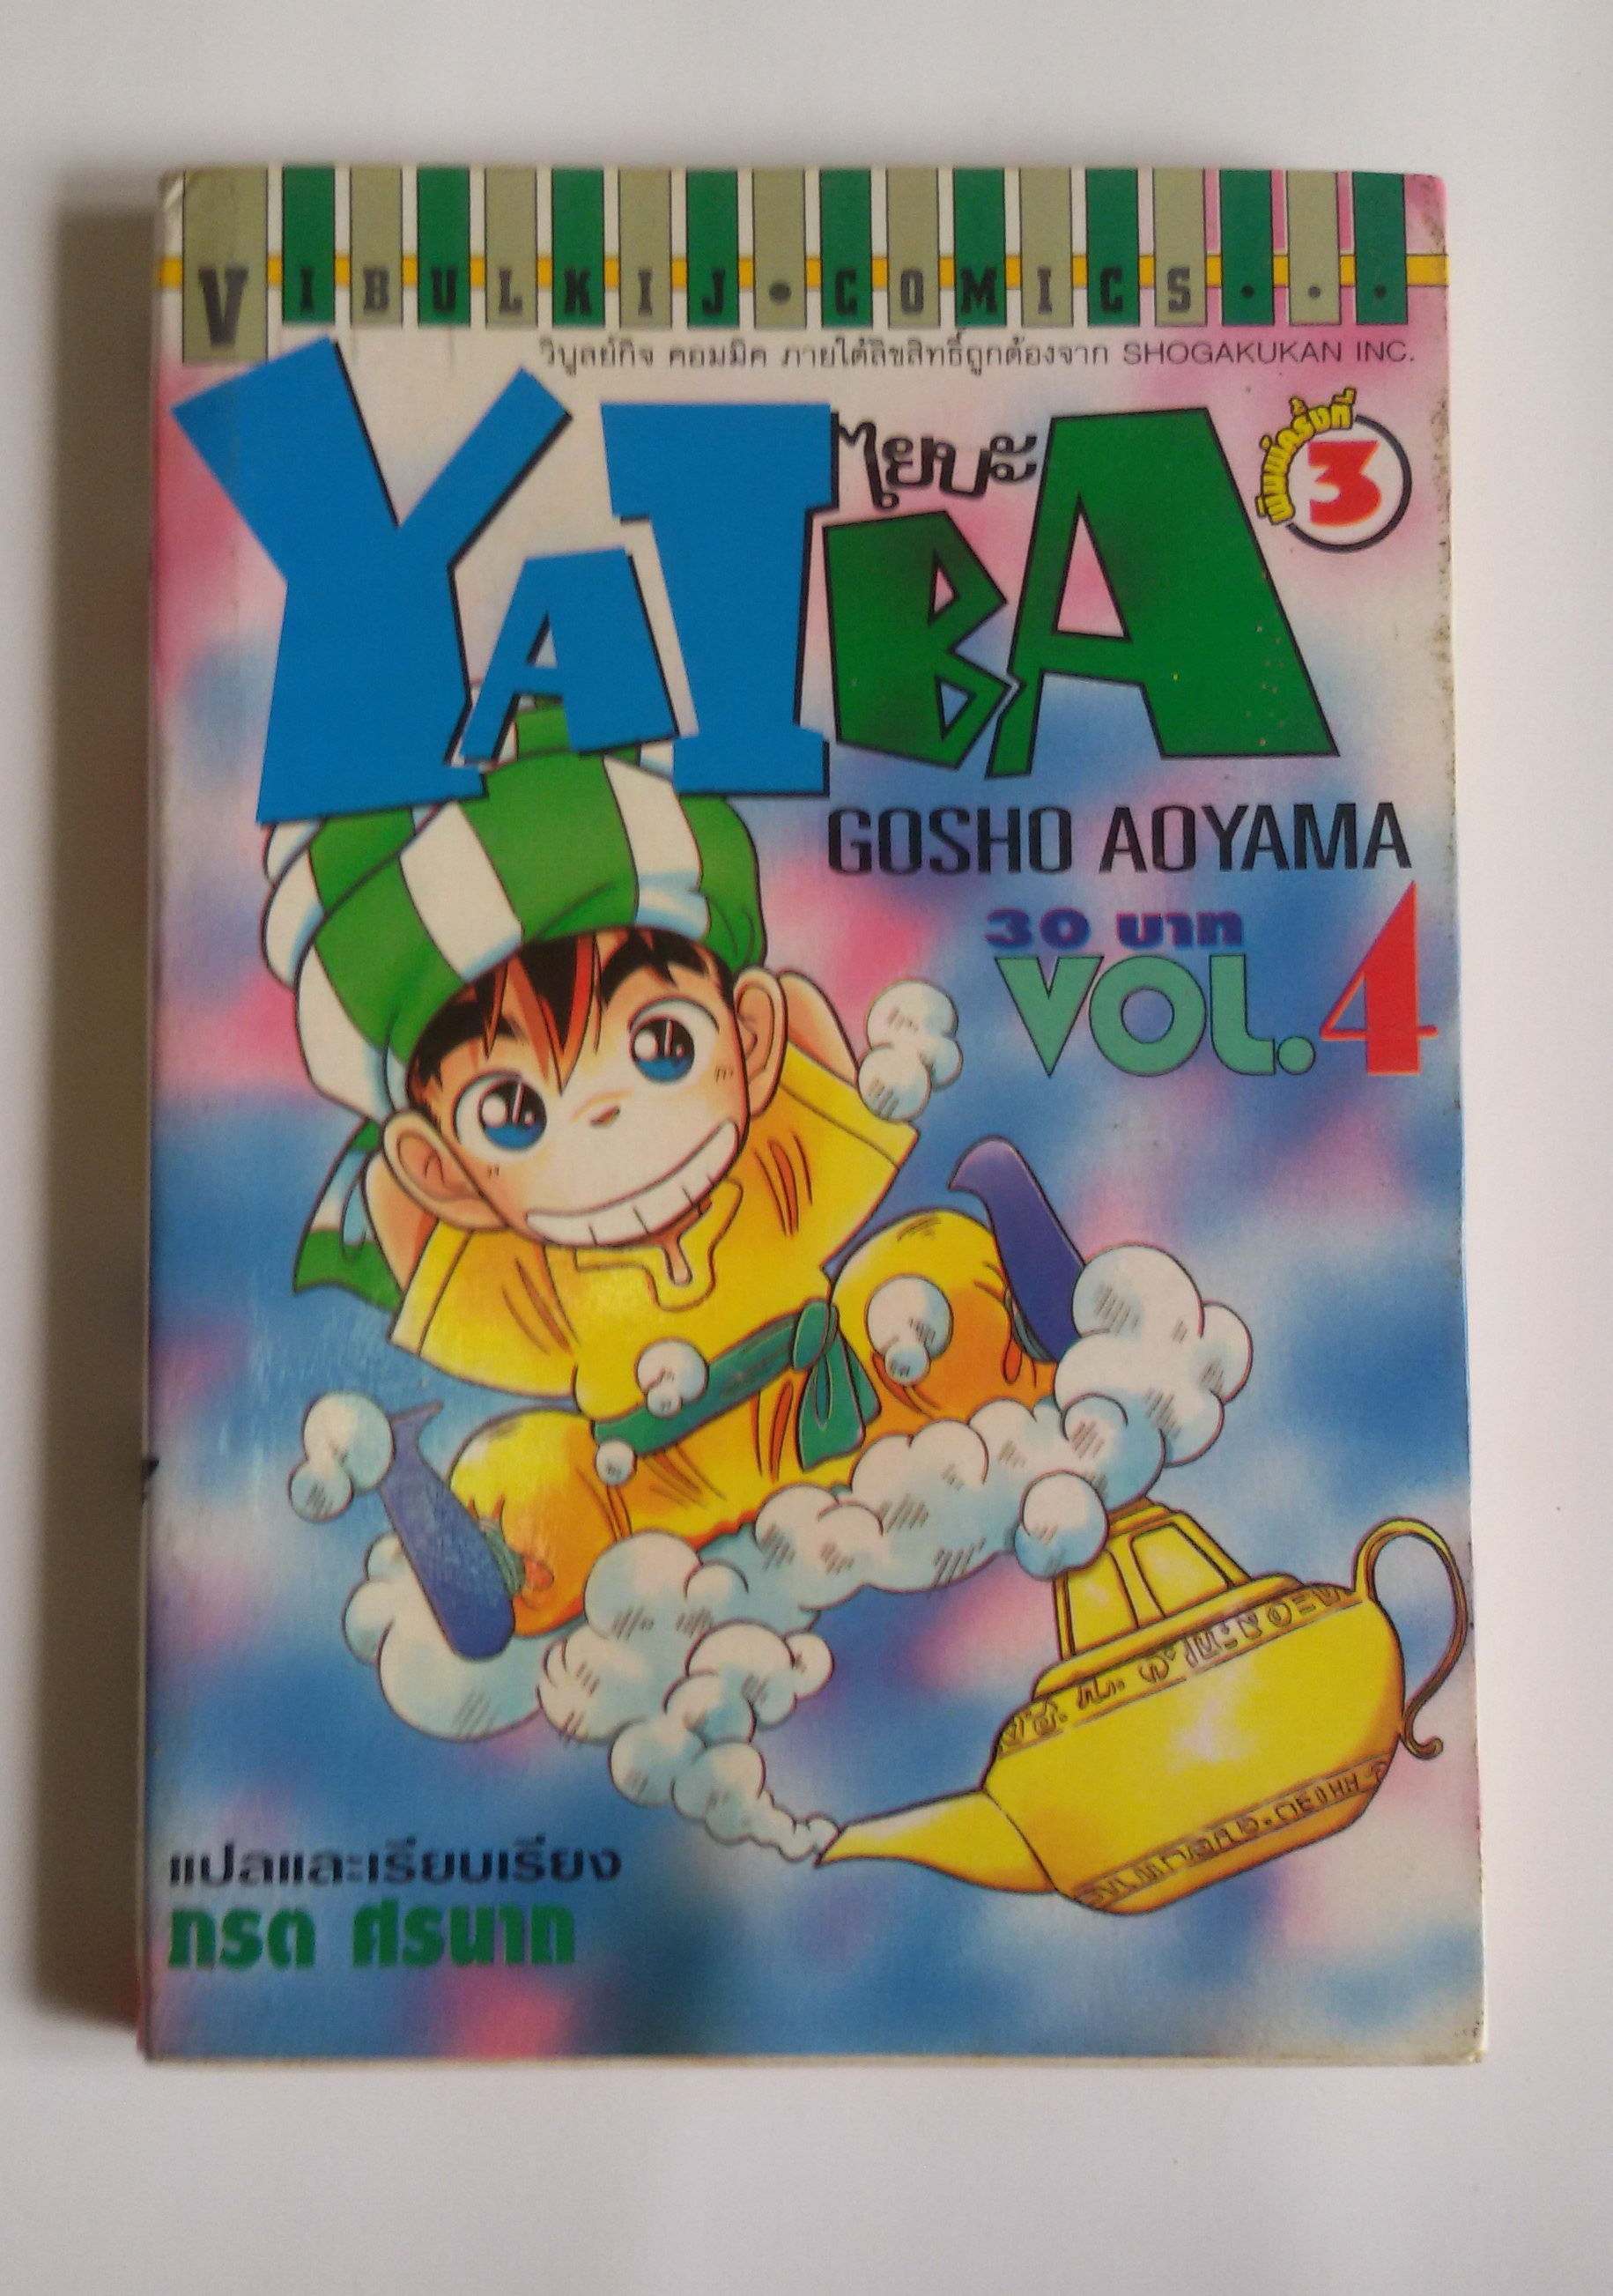 VIBULKIJ•COMICS...
วิบูลย์กิจ คอมมิค ภายใต้ลิขสิทธิ์ถูกต้องจาก SHOGAKUKAN INC.
YAIBA
ไยบะ
พิมพ์ครั้งที่
3
GOSHO AOYAMA
30 บาท
VOL.4
แปลและเรียบเรียง
ทรต ศรนาท